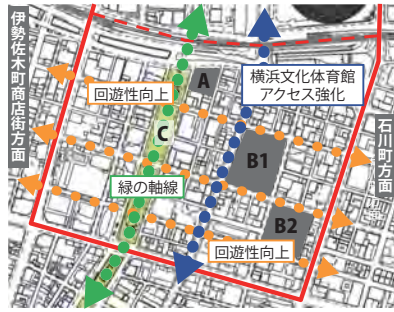 伊勢佐木町商店街方面
A
横浜文化体育館
アクセス強化
回遊性向上
C
石川町方面
B1
緑の軸線
B2
回遊性向上